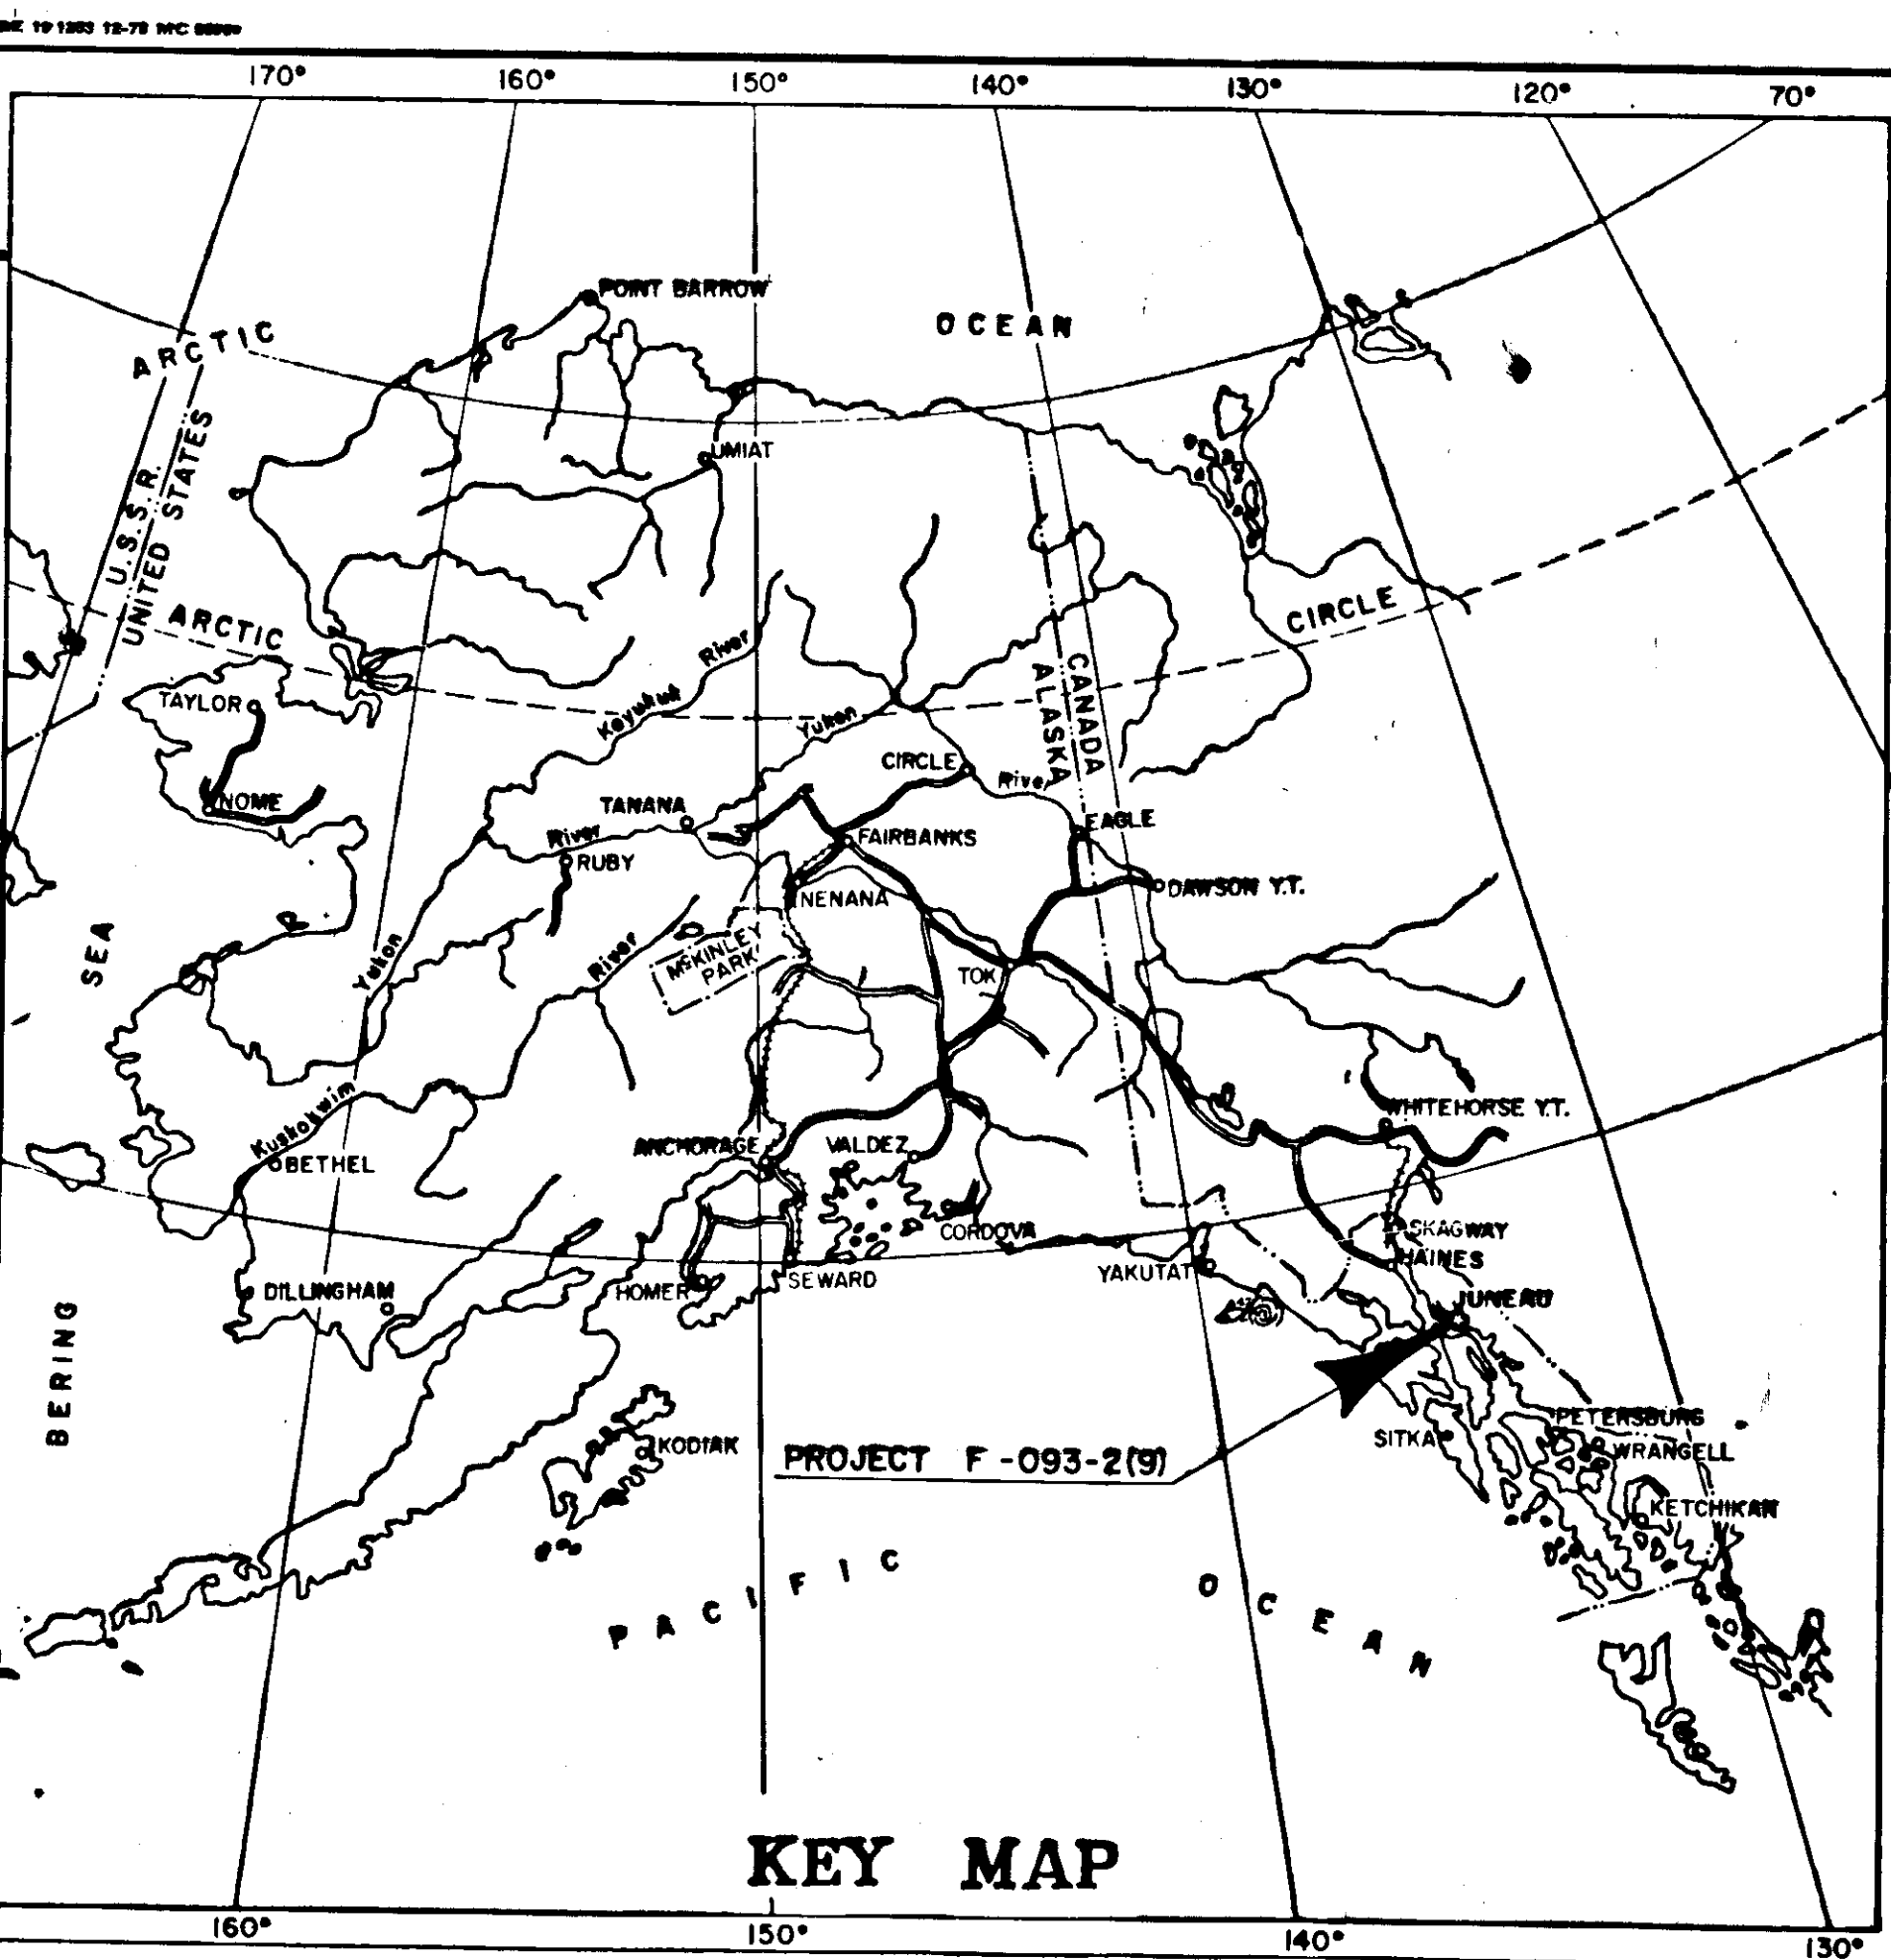 170° 160° 150° 140° 130° 120° 70°
POINT BARROW
ARCTIC
OCEAN
UMIAT
U.S.S.R.
UNITED STATES
ARCTIC
CIRCLE
River
Koyukuk
TAYLOR
Yukon
CANADA
ALASKA
CIRCLE
River
NOME
TANANA
EAGLE
River
FAIRBANKS
RUBY
DAWSON Y.T.
NENANA
R
SEA
Yukon
River
McKINLEY
PARK
TOK
Kuskokwim
WHITEHORSE Y.T.
ANCHORAGE
VALDEZ
BETHEL
CORDOVA
SKAGWAY
HAINES
YAKUTAT
DILLINGHAM
HOMER
SEWARD
JUNEAU
BERING
PETERSBURG
SITKA
WRANGELL
KODIAK
PROJECT F-093-2(9)
KETCHIKAN
PACIFIC
OCEAN
KEY MAP
160° 150° 140° 130°